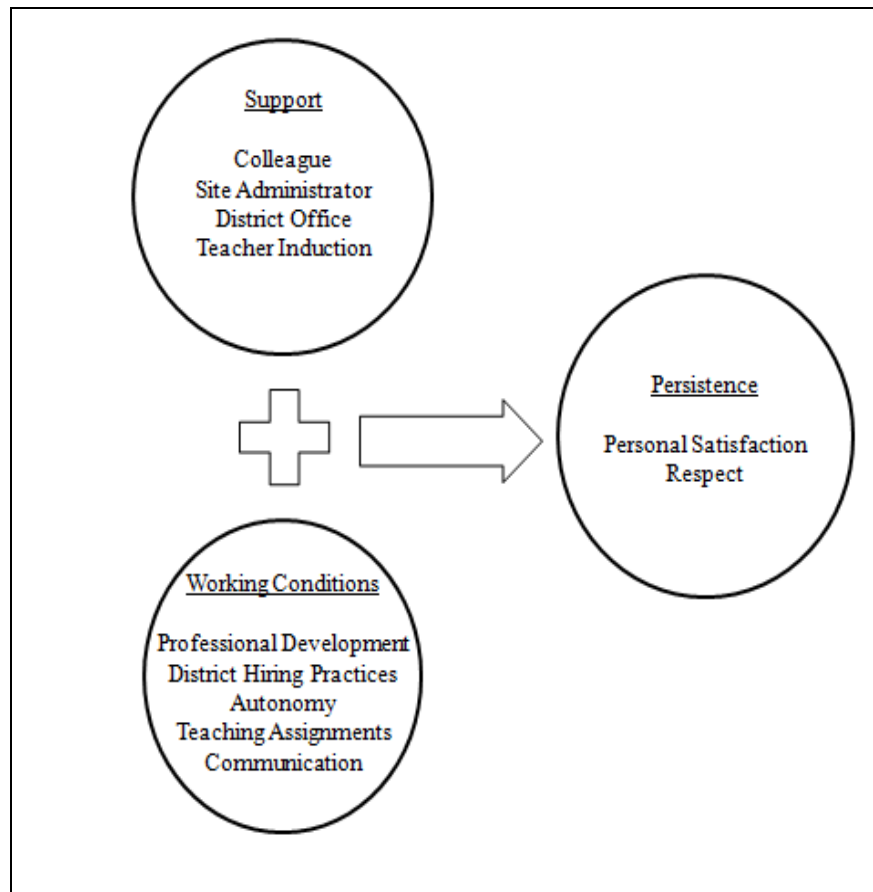 Support
Colleague
Site Administrator
District Office
Teacher Induction
Persistence
Personal Satisfaction
Respect
Working Conditions
Professional Development
District Hiring Practices
Autonomy
Teaching Assignments
Communication